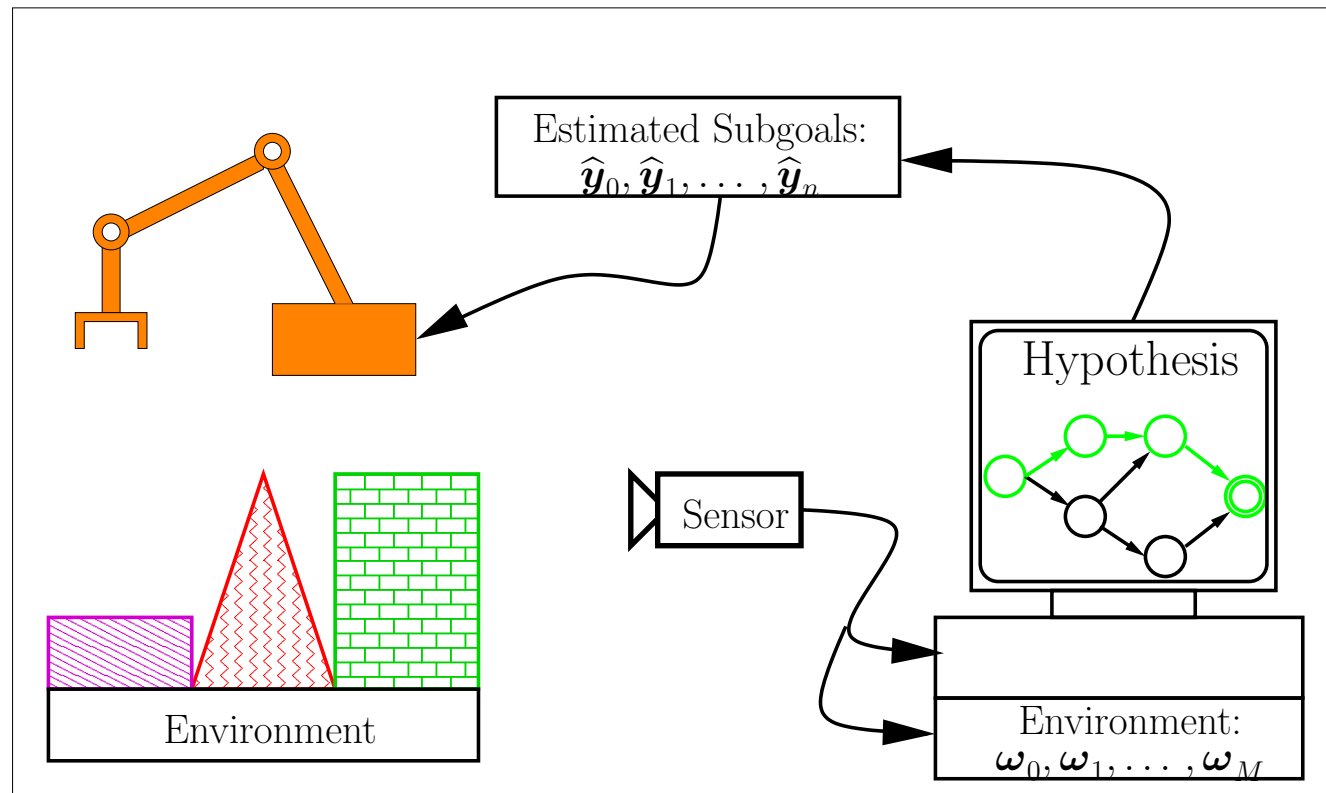 Estimated Subgoals:
ŷ₀, ŷ₁, . . . , ŷₙ
Hypothesis
Sensor
Environment
Environment:
ω₀, ω₁, . . . , ω_M